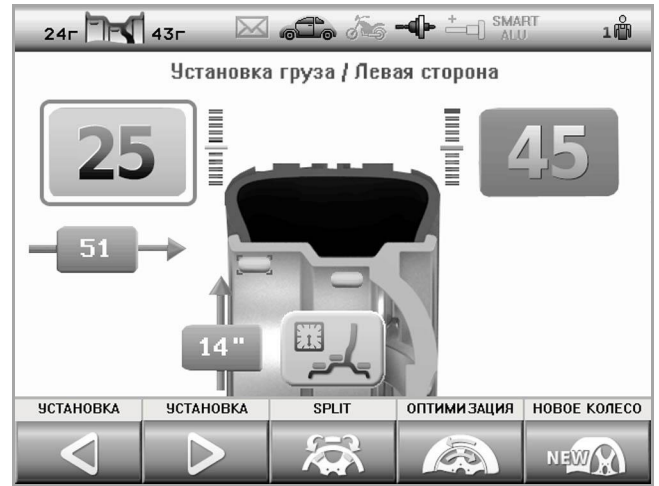 24г 43г SMART
ALU 1
Установка груза / Левая сторона
25 45
51
14"
УСТАНОВКА УСТАНОВКА SPLIT ОПТИМИЗАЦИЯ НОВОЕ КОЛЕСО
NEW